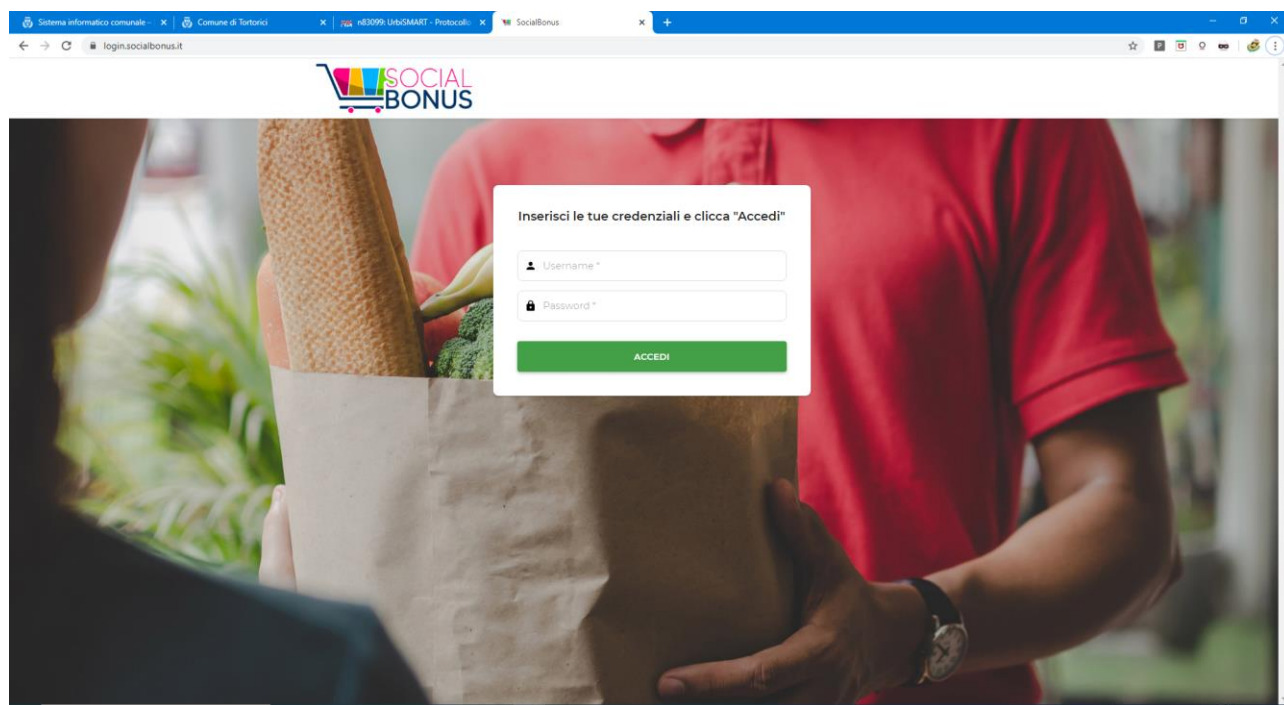 Sistema informatico comunale -
Comune di Tortorici
n83099: UrbiSMART - Protocollo
SocialBonus
login.socialbonus.it
SOCIAL
BONUS
Inserisci le tue credenziali e clicca "Accedi"
Username *
Password *
ACCEDI